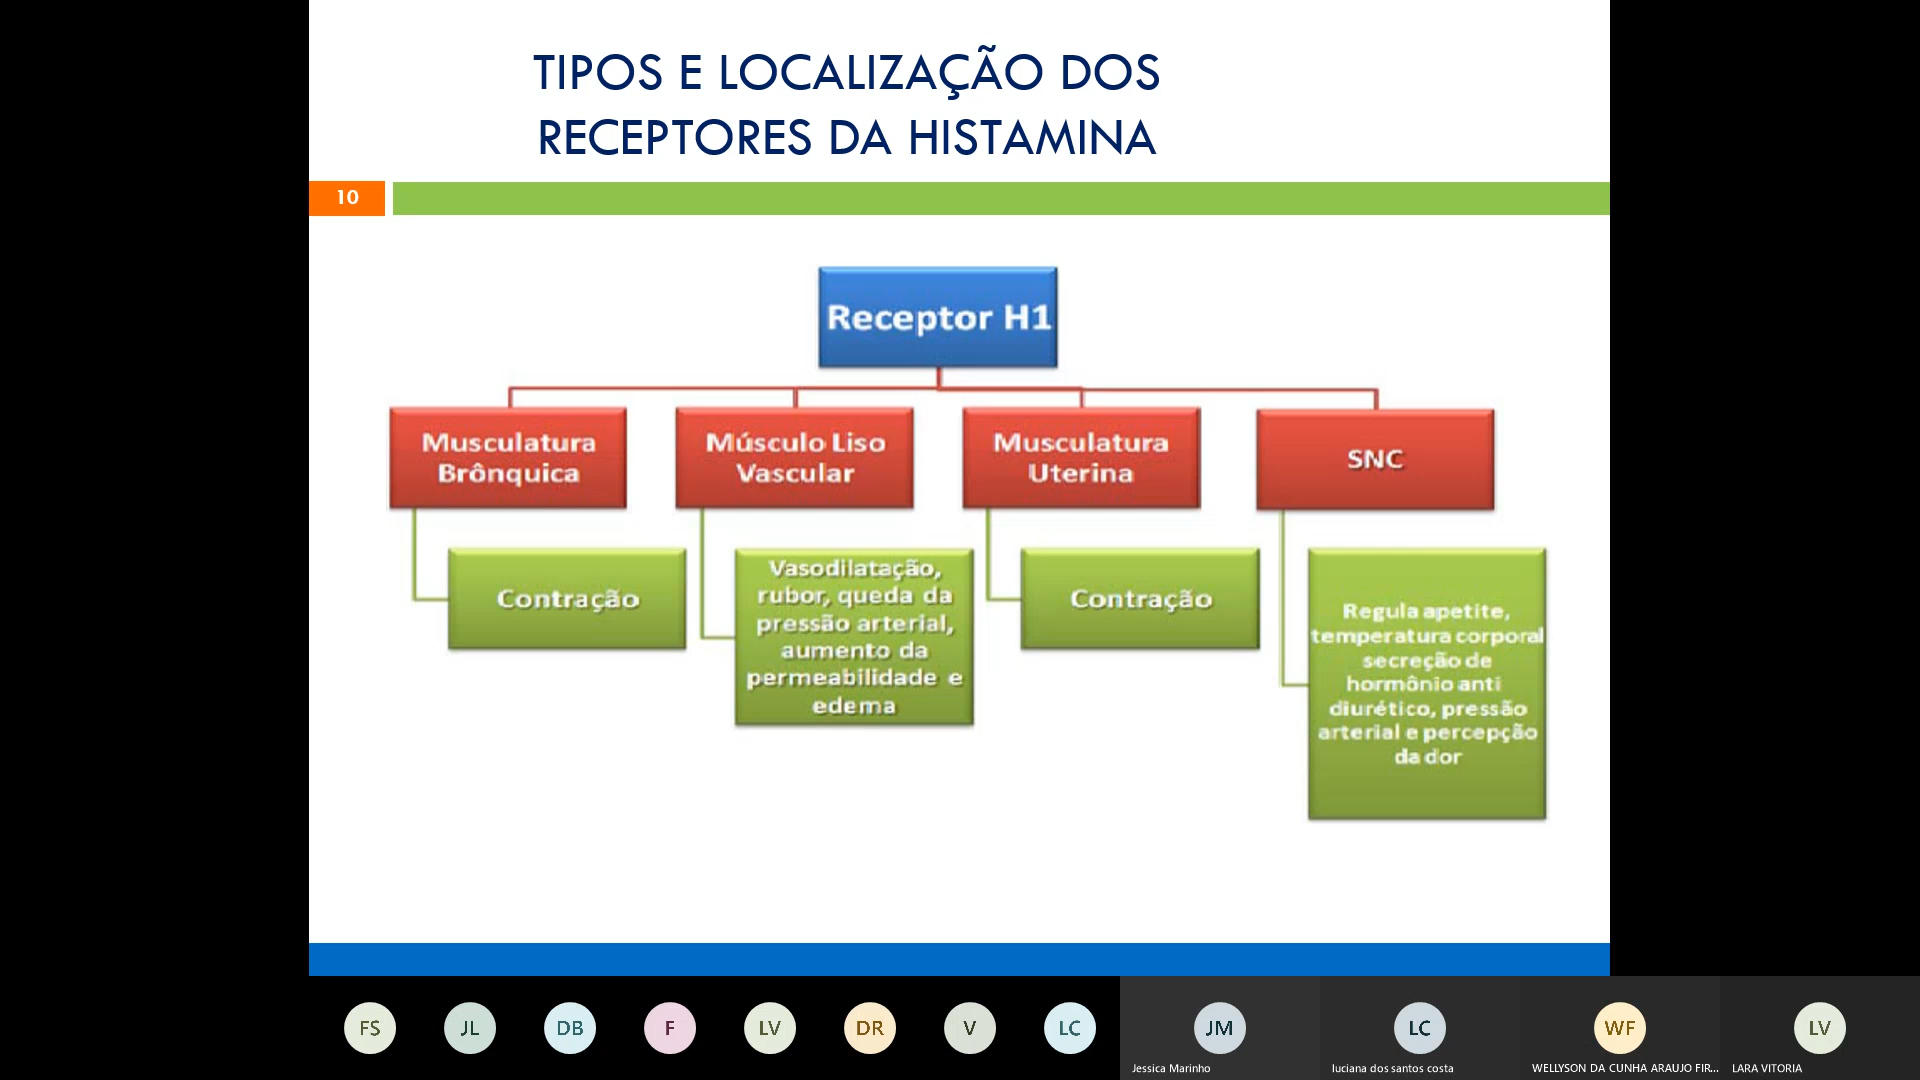 TIPOS E LOCALIZAÇÃO DOS
RECEPTORES DA HISTAMINA
10
Receptor H1
Musculatura
Brônquica
Músculo Liso
Vascular
Musculatura
Uterina
SNC
Contração
Vasodilatação,
rubor, queda da
pressão arterial,
aumento da
permeabilidade e
edema
Contração
Regula apetite,
temperatura corporal
secreção de
hormônio anti
diurético, pressão
arterial e percepção
da dor
FS
JL
DB
F
LV
DR
V
LC
JM
LC
WF
LV
Jessica Marinho
luciana dos santos costa
WELLYSON DA CUNHA ARAUJO FIR...
LARA VITORIA